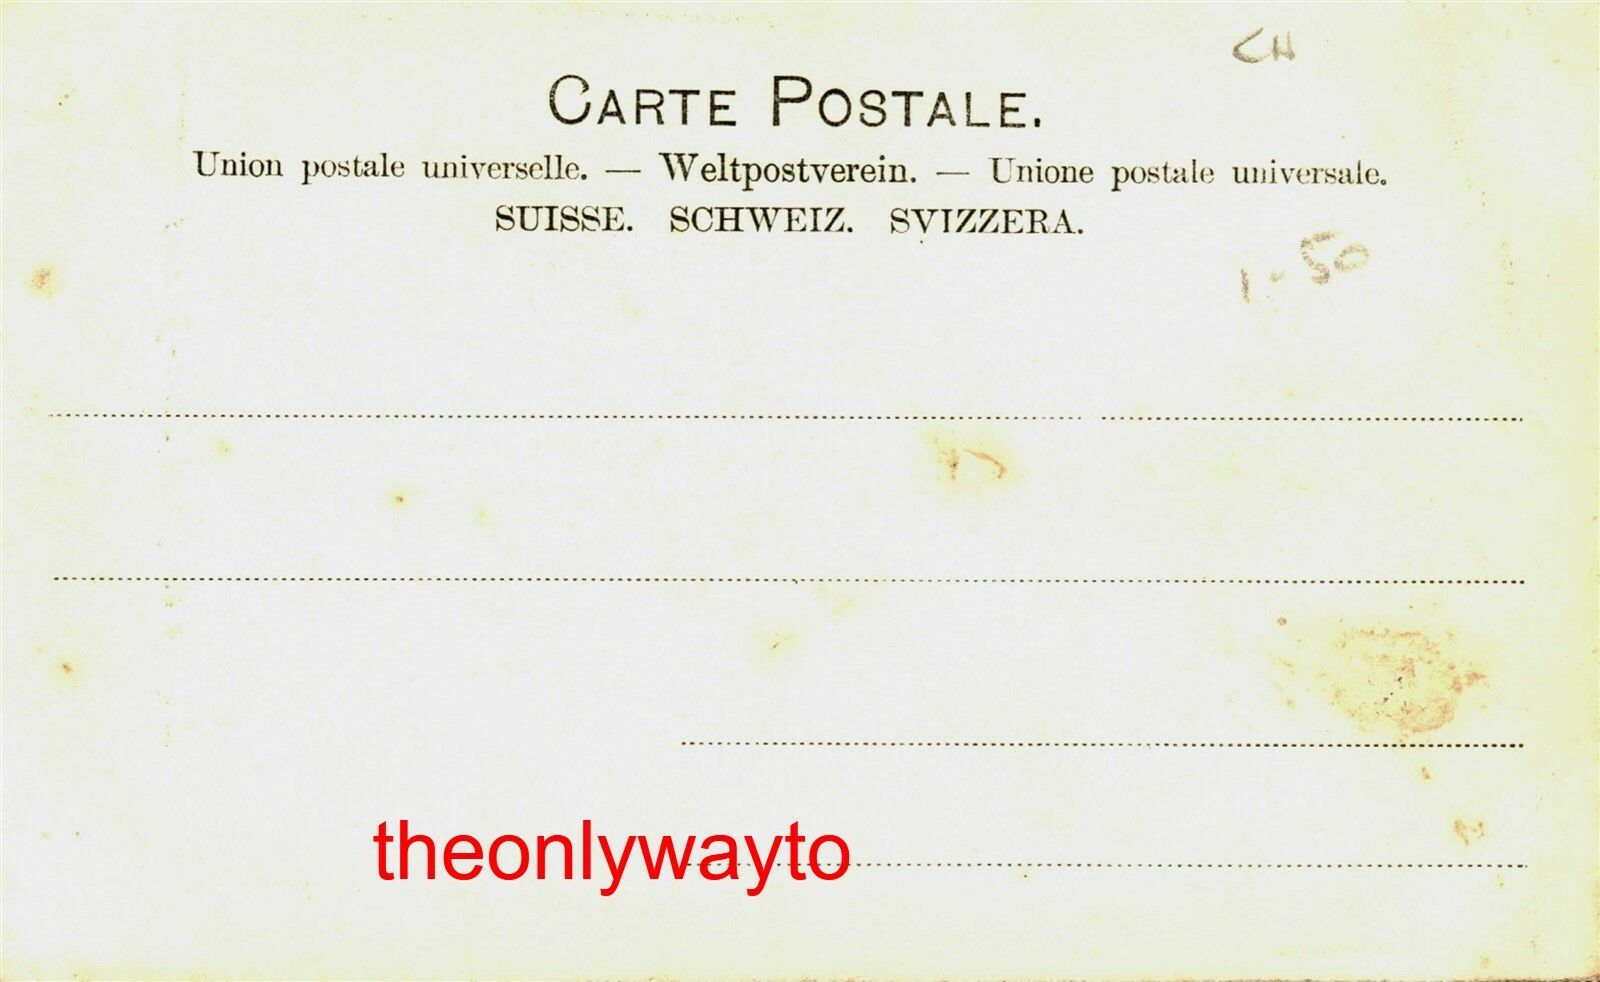 CH
CARTE POSTALE.
Union postale universelle. — Weltpostverein. — Unione postale universale.
SUISSE. SCHWEIZ. SVIZZERA.
1-50
theonlywayto